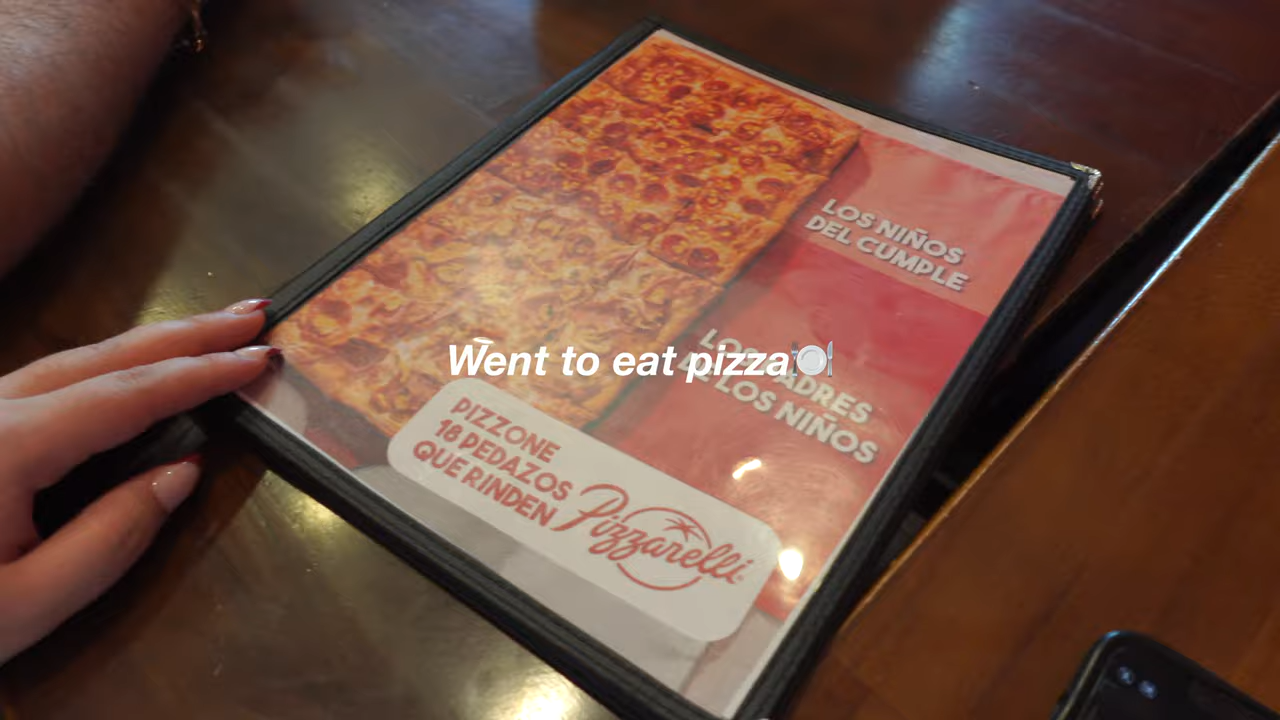 LOS NIÑOS
DEL CUMPLE
LOS PADRES
DE LOS NIÑOS
Went to eat pizza🍽️
PIZZONE
18 PEDAZOS
QUE RINDEN
Pizzarelli